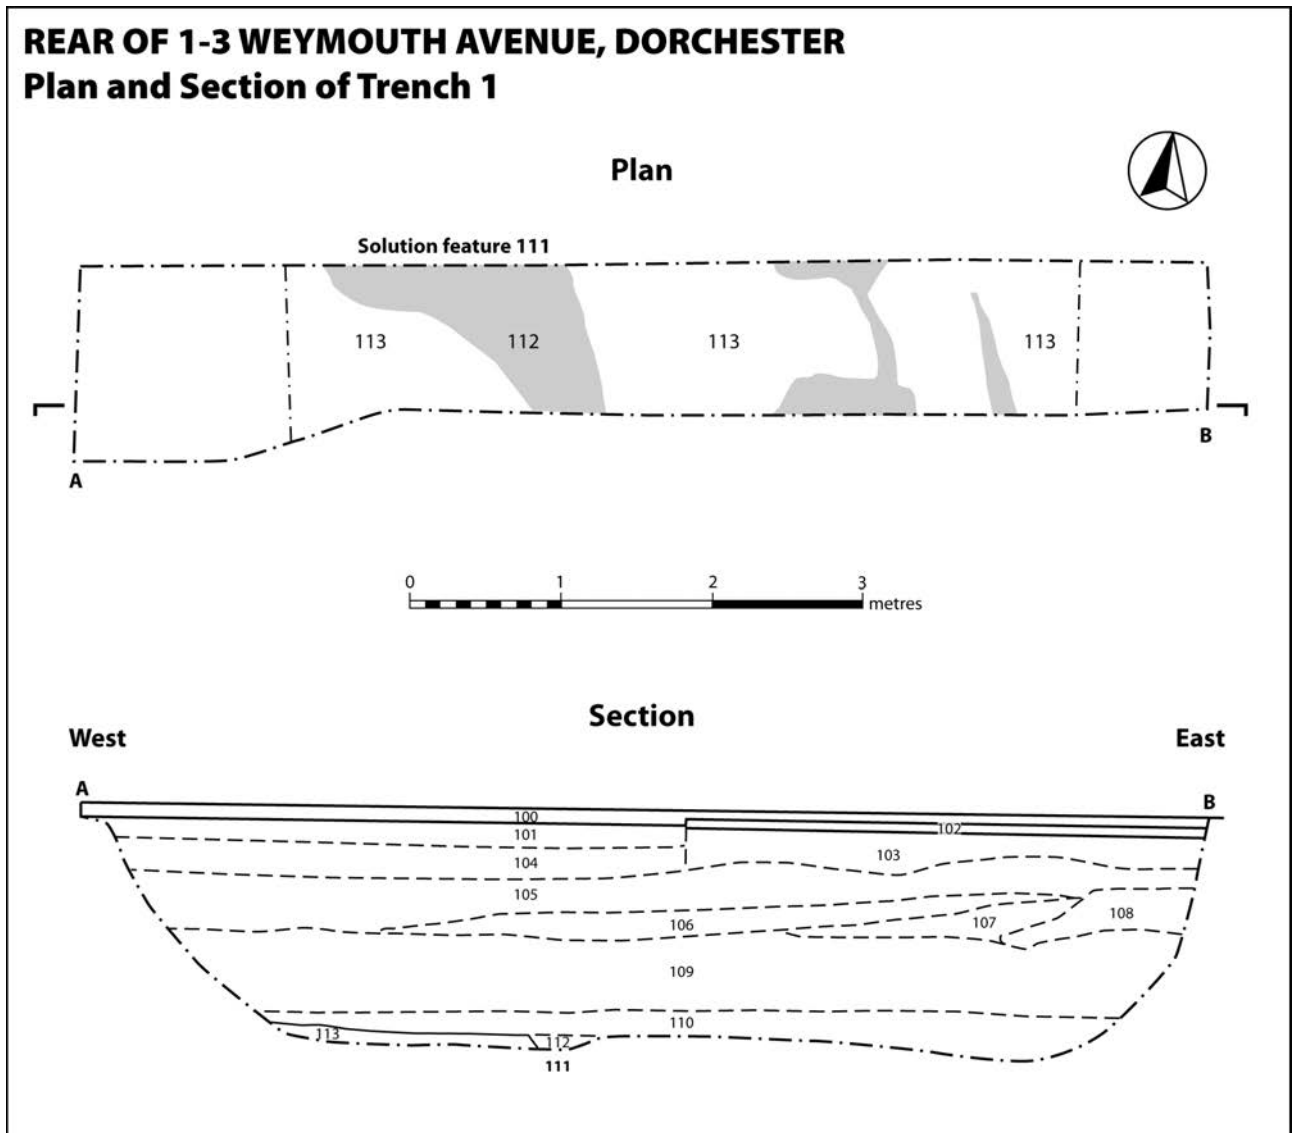 REAR OF 1-3 WEYMOUTH AVENUE, DORCHESTER
Plan and Section of Trench 1
Plan
Solution feature 111
113 112 113 113
A B
0 1 2 3
metres
Section
West East
A B
100
101 102
104 103
105
106 107 108
109
110
113 112
111